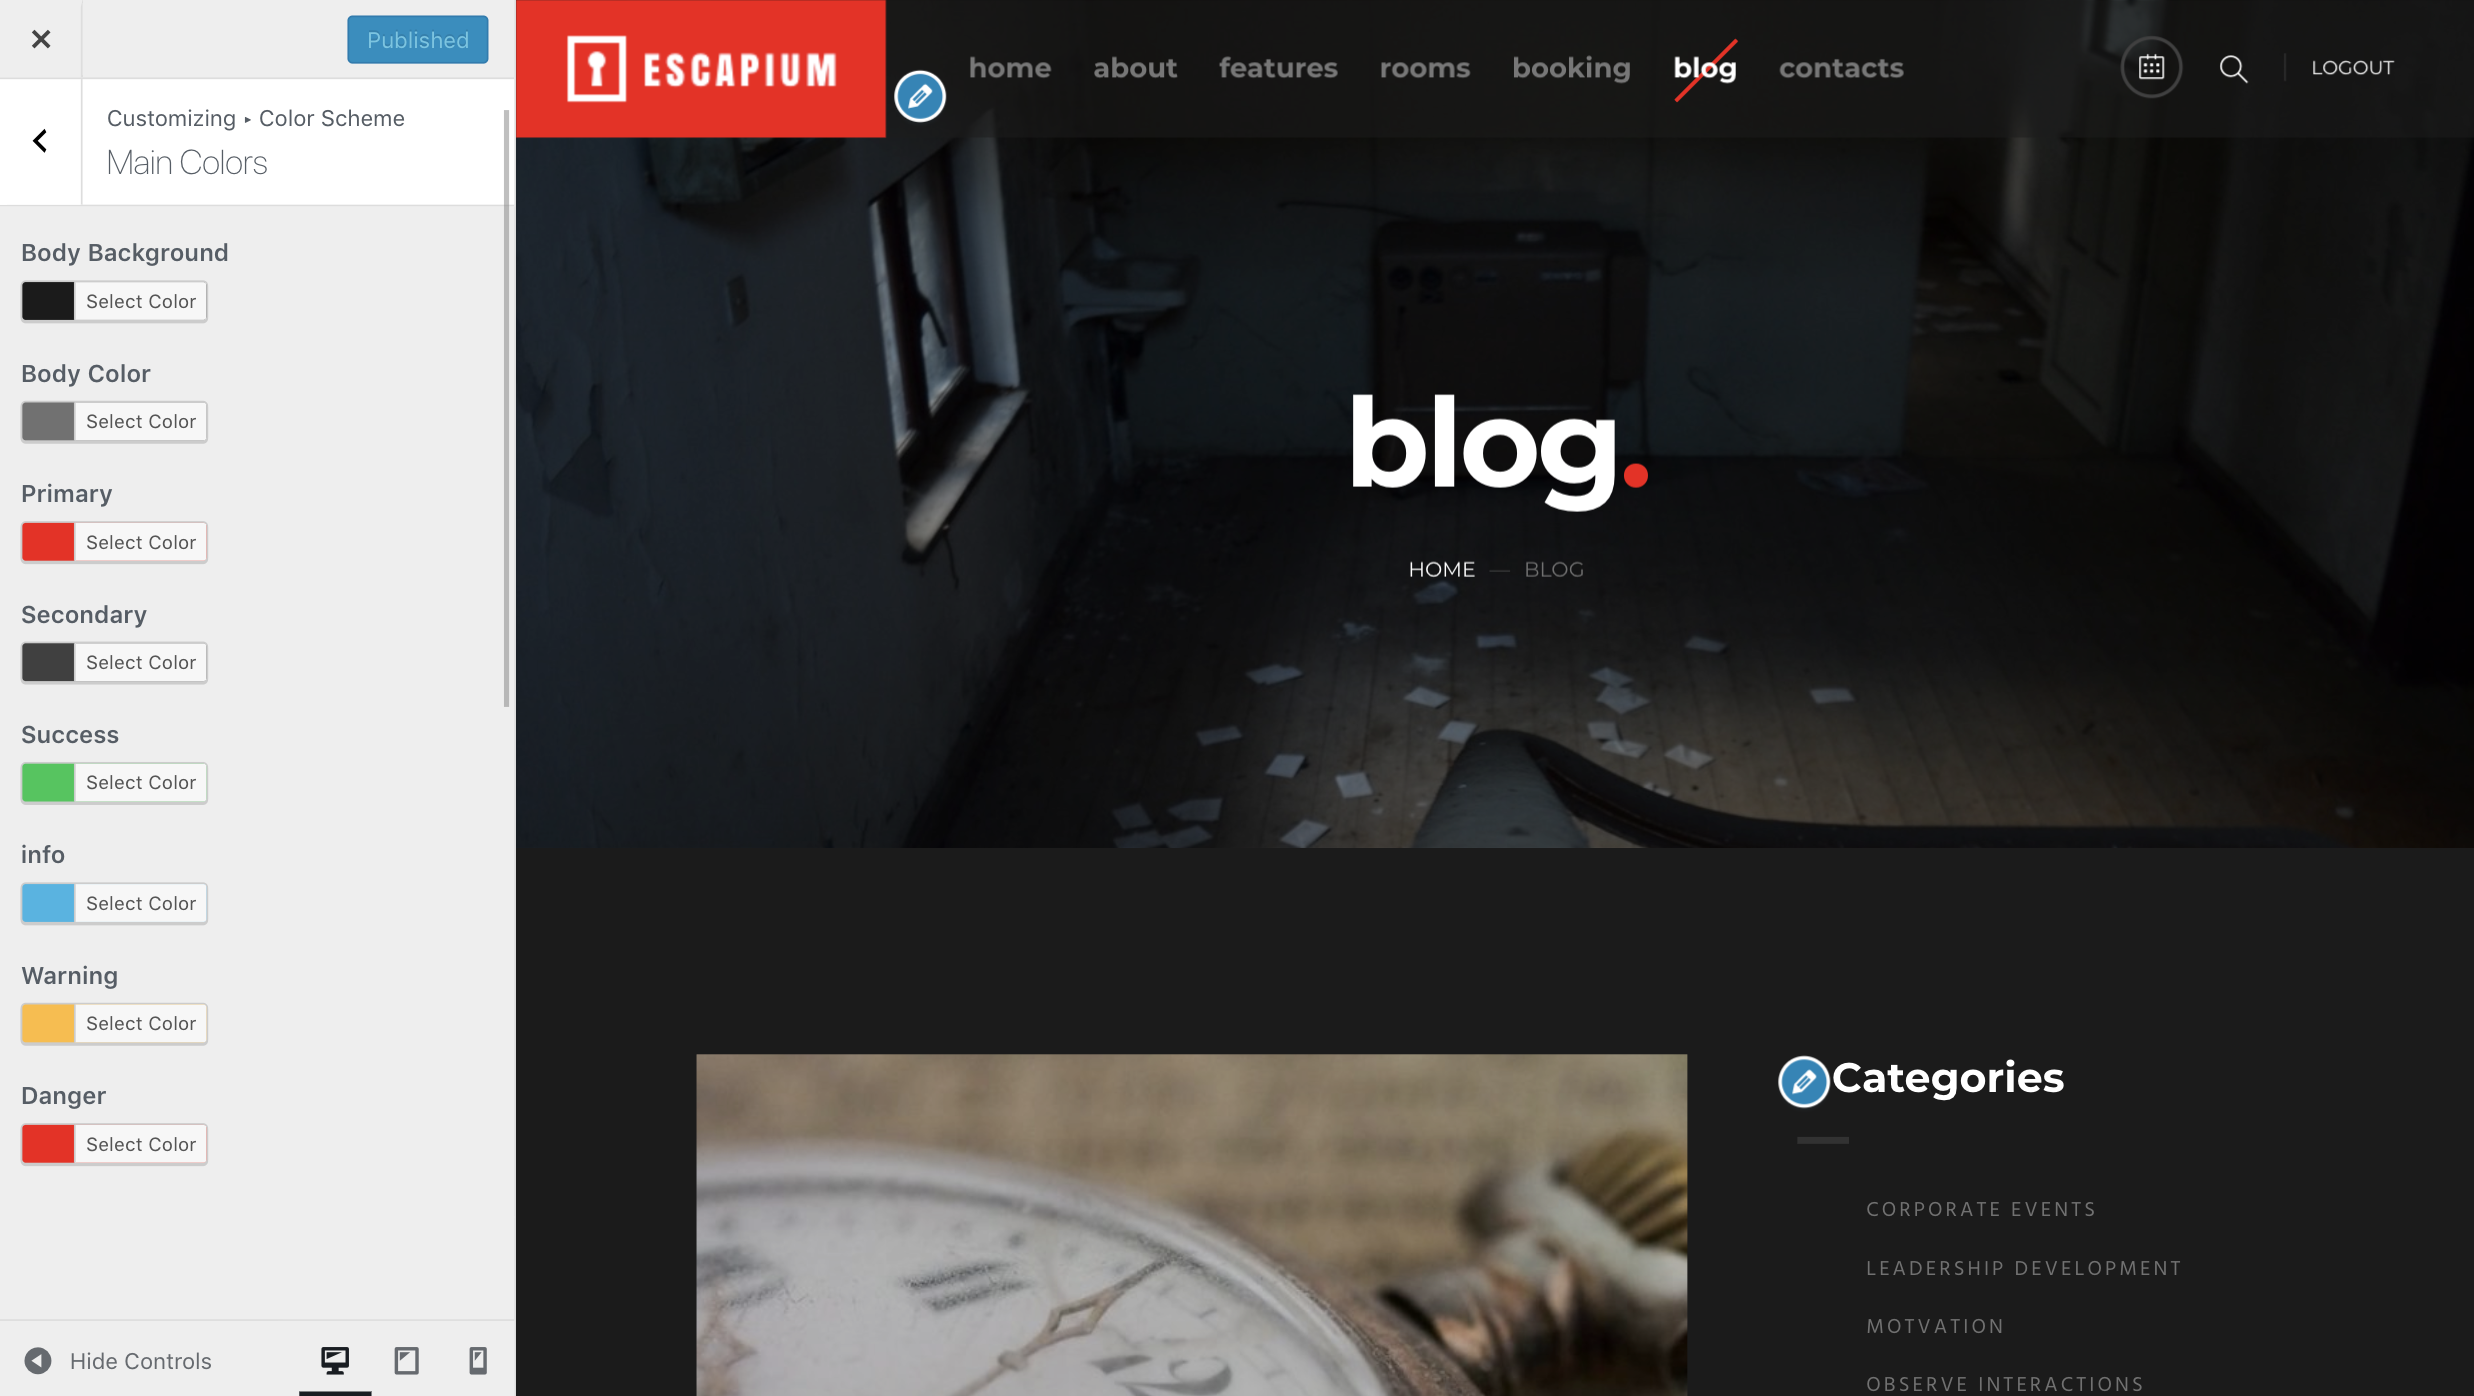 Published
Customizing ▸ Color Scheme
Main Colors
Body Background
Select Color
Body Color
Select Color
Primary
Select Color
Secondary
Select Color
Success
Select Color
info
Select Color
Warning
Select Color
Danger
Select Color
Hide Controls
ESCAPIUM
home about features rooms booking blog contacts
LOGOUT
blog.
HOME — BLOG
Categories
CORPORATE EVENTS
LEADERSHIP DEVELOPMENT
MOTVATION
OBSERVE INTERACTIONS